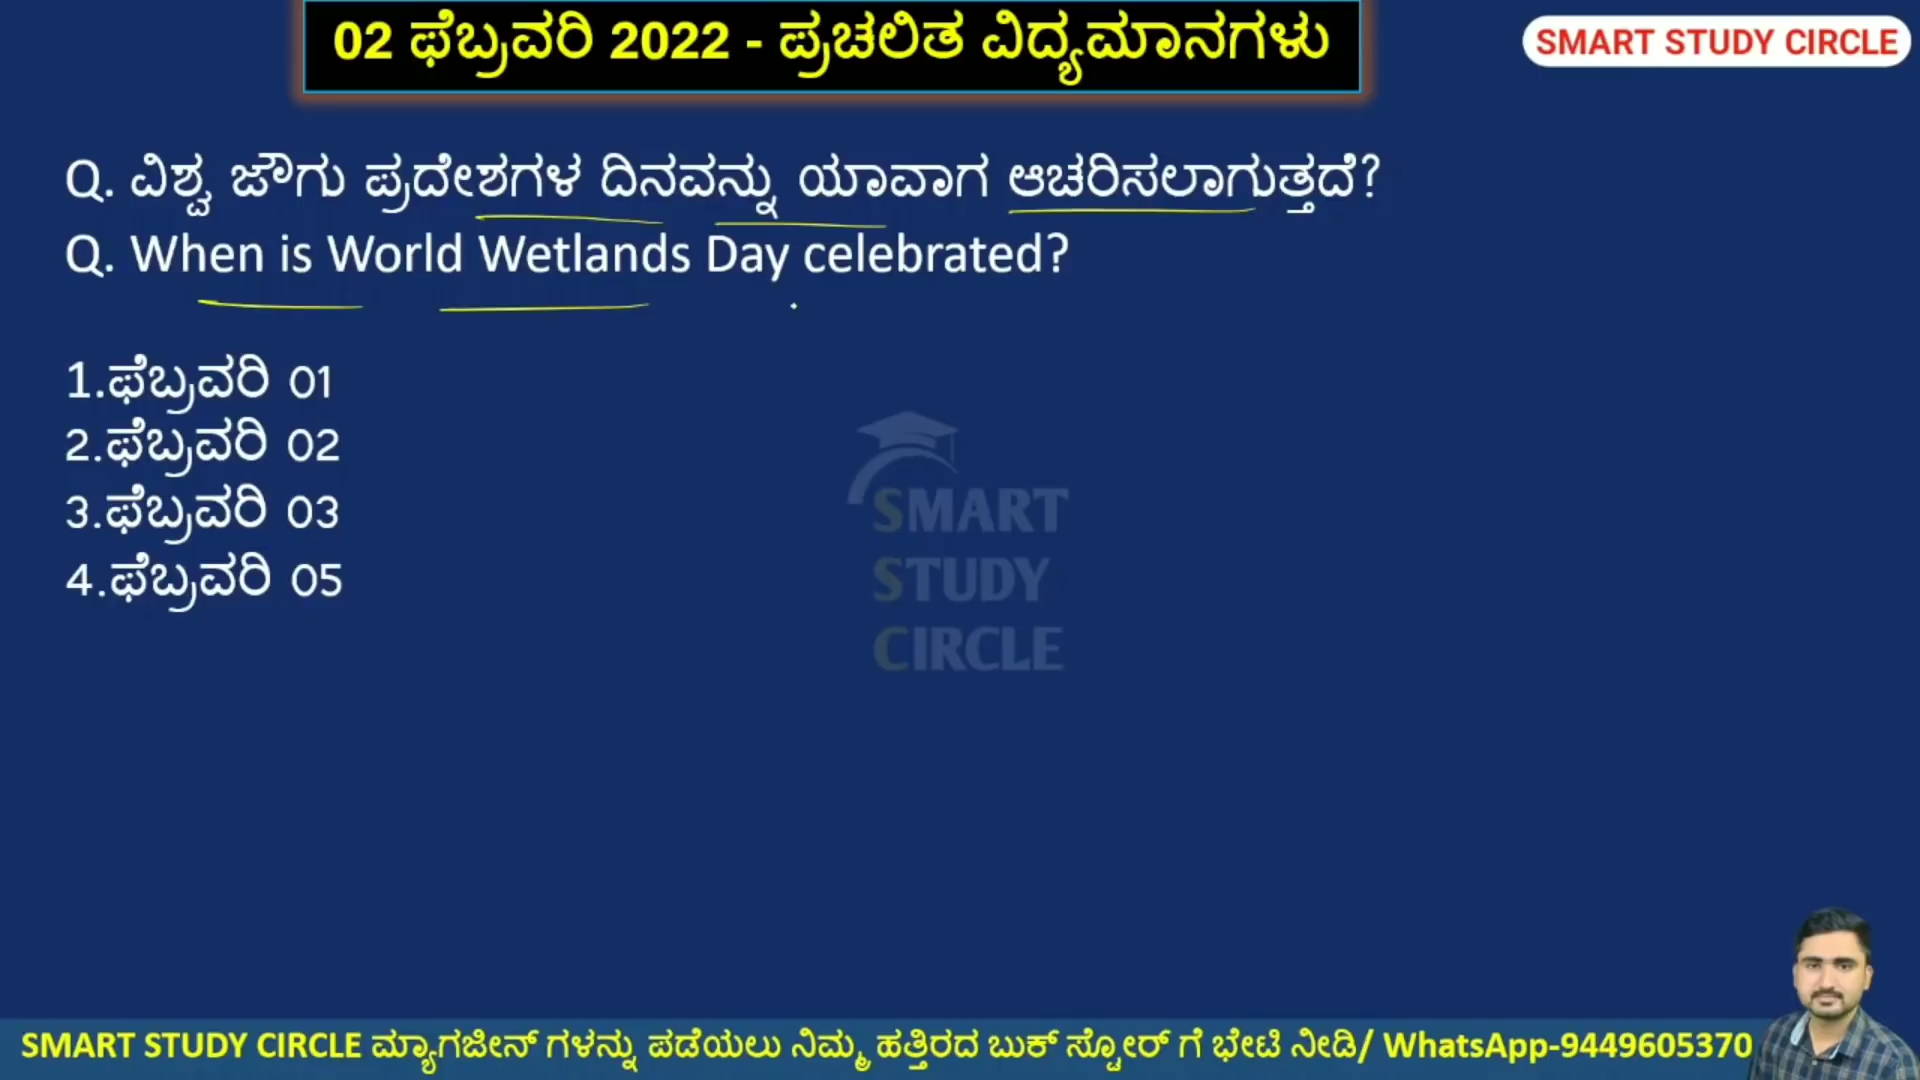 02 ಫೆಬ್ರವರಿ 2022 - ಪ್ರಚಲಿತ ವಿದ್ಯಮಾನಗಳು
SMART STUDY CIRCLE
Q. ವಿಶ್ವ ಜೌಗು ಪ್ರದೇಶಗಳ ದಿನವನ್ನು ಯಾವಾಗ ಆಚರಿಸಲಾಗುತ್ತದೆ?
Q. When is World Wetlands Day celebrated?
1.ಫೆಬ್ರವರಿ 01
2.ಫೆಬ್ರವರಿ 02
3.ಫೆಬ್ರವರಿ 03
4.ಫೆಬ್ರವರಿ 05
SMART
STUDY
CIRCLE
SMART STUDY CIRCLE ಮ್ಯಾಗಜೀನ್ ಗಳನ್ನು ಪಡೆಯಲು ನಿಮ್ಮ ಹತ್ತಿರದ ಬುಕ್ ಸ್ಟೋರ್ ಗೆ ಭೇಟಿ ನೀಡಿ/ WhatsApp-9449605370